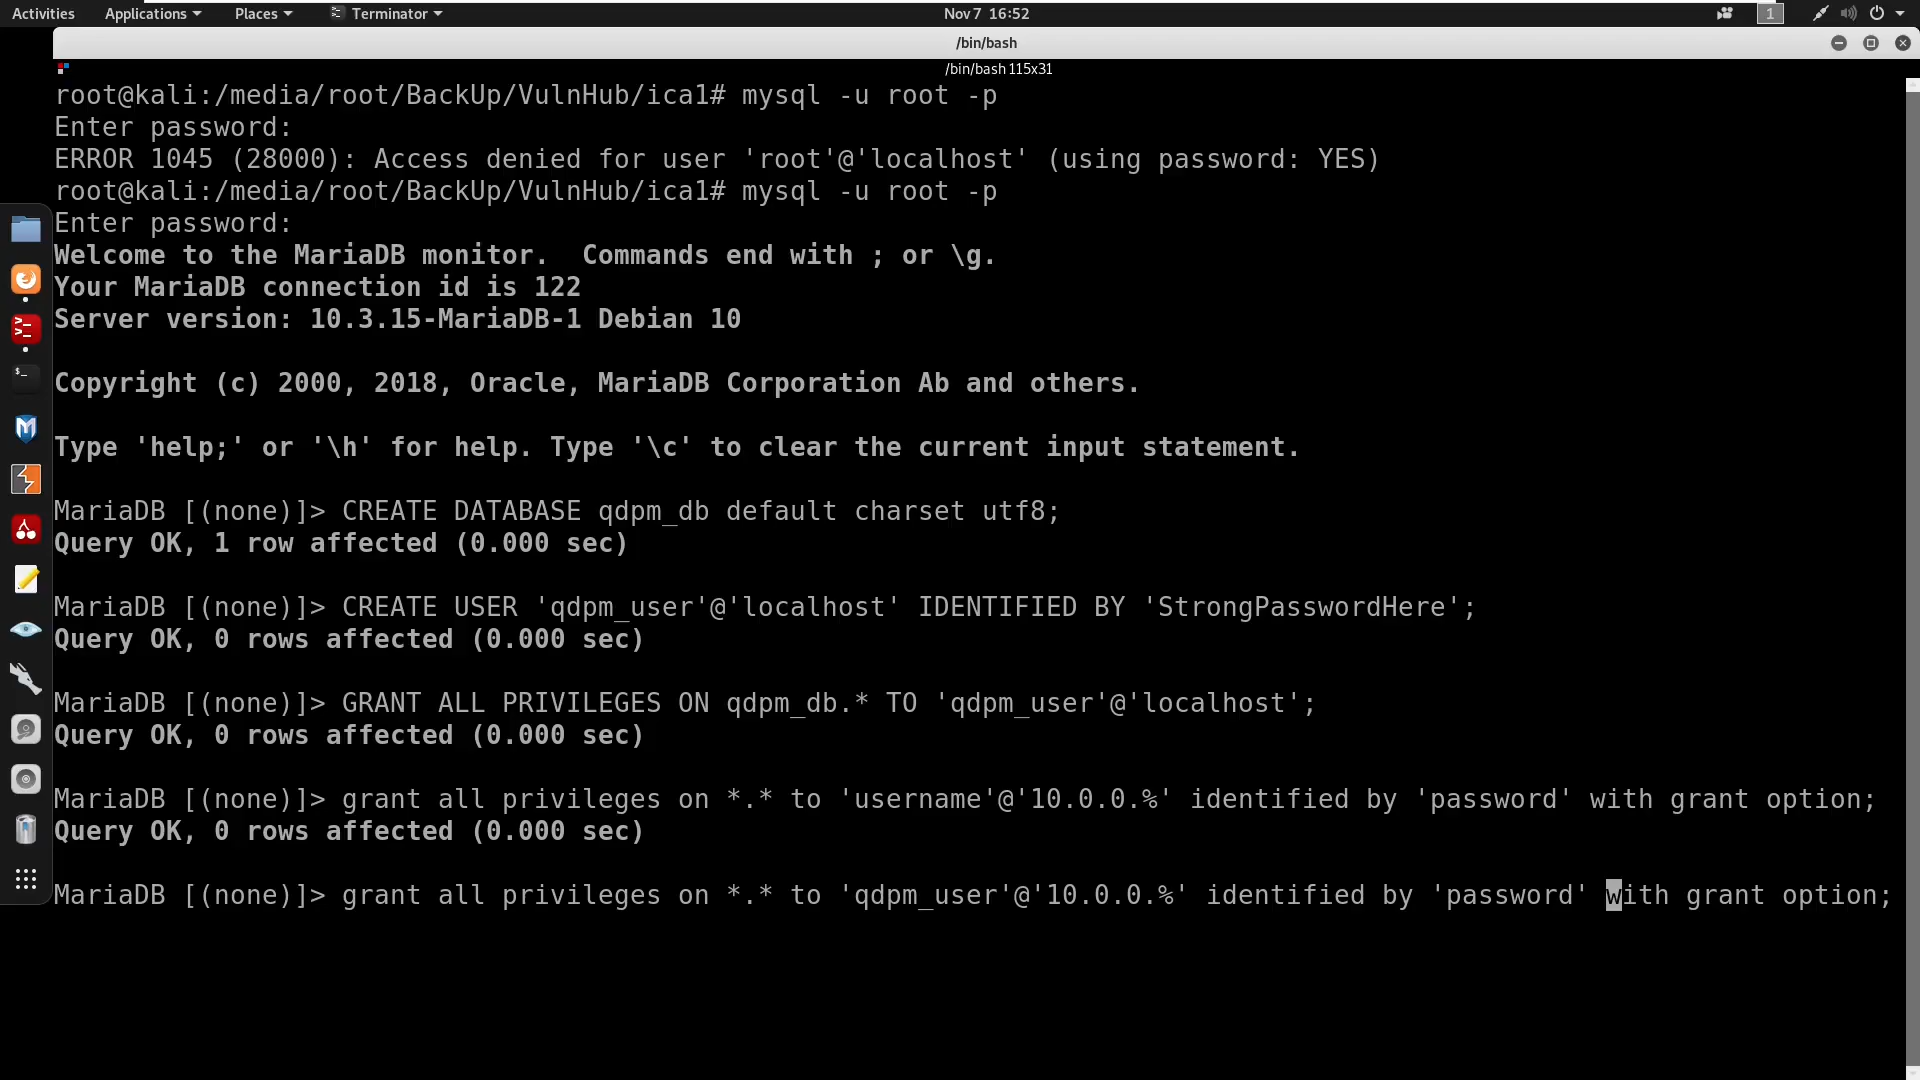 Activities Applications Places Terminator Nov 7 16:52 1
/bin/bash
/bin/bash 115x31
root@kali:/media/root/BackUp/VulnHub/ica1# mysql -u root -p
Enter password:
ERROR 1045 (28000): Access denied for user 'root'@'localhost' (using password: YES)
root@kali:/media/root/BackUp/VulnHub/ica1# mysql -u root -p
Enter password:
Welcome to the MariaDB monitor.  Commands end with ; or \g.
Your MariaDB connection id is 122
Server version: 10.3.15-MariaDB-1 Debian 10
Copyright (c) 2000, 2018, Oracle, MariaDB Corporation Ab and others.
Type 'help;' or '\h' for help. Type '\c' to clear the current input statement.
MariaDB [(none)]> CREATE DATABASE qdpm_db default charset utf8;
Query OK, 1 row affected (0.000 sec)
MariaDB [(none)]> CREATE USER 'qdpm_user'@'localhost' IDENTIFIED BY 'StrongPasswordHere';
Query OK, 0 rows affected (0.000 sec)
MariaDB [(none)]> GRANT ALL PRIVILEGES ON qdpm_db.* TO 'qdpm_user'@'localhost';
Query OK, 0 rows affected (0.000 sec)
MariaDB [(none)]> grant all privileges on *.* to 'username'@'10.0.0.%' identified by 'password' with grant option;
Query OK, 0 rows affected (0.000 sec)
MariaDB [(none)]> grant all privileges on *.* to 'qdpm_user'@'10.0.0.%' identified by 'password' with grant option;